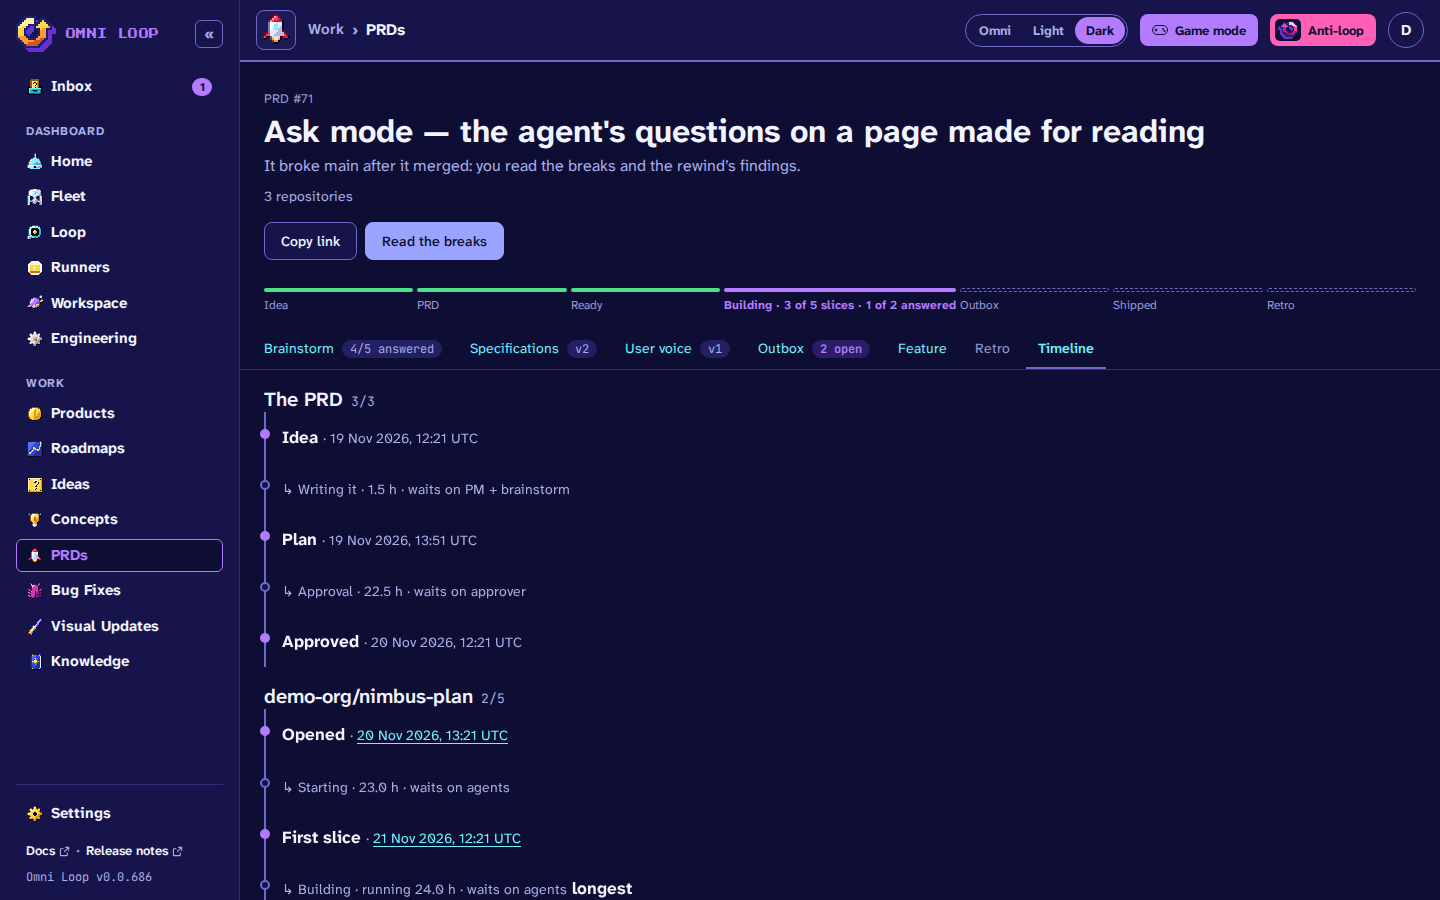 OMNI LOOP
«
Inbox
1
DASHBOARD
Home
Fleet
Loop
Runners
Workspace
Engineering
WORK
Products
Roadmaps
Ideas
Concepts
PRDs
Bug Fixes
Visual Updates
Knowledge
Settings
Docs · Release notes
Omni Loop v0.0.686
Work › PRDs
Omni Light Dark
Game mode
Anti-loop
D
PRD #71
Ask mode — the agent's questions on a page made for reading
It broke main after it merged: you read the breaks and the rewind's findings.
3 repositories
Copy link
Read the breaks
Idea
PRD
Ready
Building · 3 of 5 slices · 1 of 2 answered
Outbox
Shipped
Retro
Brainstorm 4/5 answered
Specifications v2
User voice v1
Outbox 2 open
Feature
Retro
Timeline
The PRD 3/3
Idea · 19 Nov 2026, 12:21 UTC
↳ Writing it · 1.5 h · waits on PM + brainstorm
Plan · 19 Nov 2026, 13:51 UTC
↳ Approval · 22.5 h · waits on approver
Approved · 20 Nov 2026, 12:21 UTC
demo-org/nimbus-plan 2/5
Opened · 20 Nov 2026, 13:21 UTC
↳ Starting · 23.0 h · waits on agents
First slice · 21 Nov 2026, 12:21 UTC
↳ Building · running 24.0 h · waits on agents longest